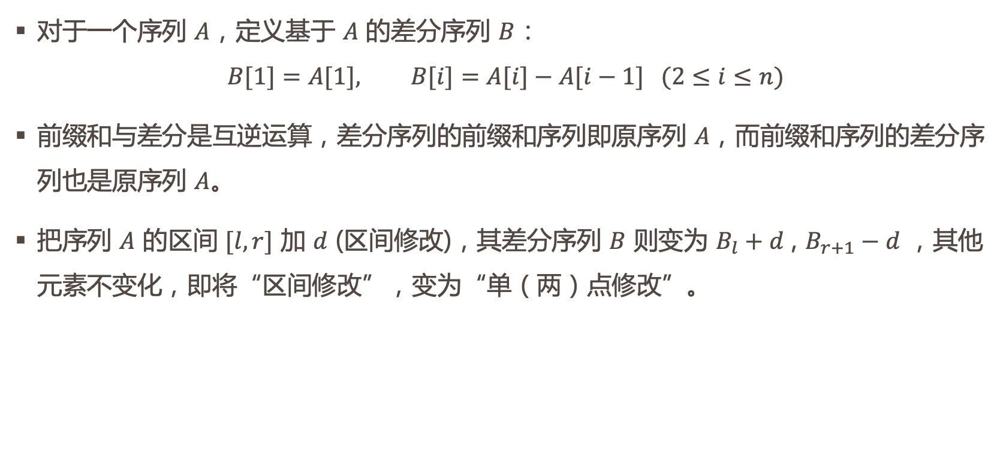 ▪ 对于一个序列 A，定义基于 A 的差分序列 B：
B[1] = A[1],  B[i] = A[i] − A[i − 1] (2 ≤ i ≤ n)
▪ 前缀和与差分是互逆运算，差分序列的前缀和序列即原序列 A，而前缀和序列的差分序
列也是原序列 A。
▪ 把序列 A 的区间 [l, r] 加 d (区间修改)，其差分序列 B 则变为 B_l + d , B_{r+1} − d ，其他
元素不变化，即将“区间修改”，变为“单（两）点修改”。